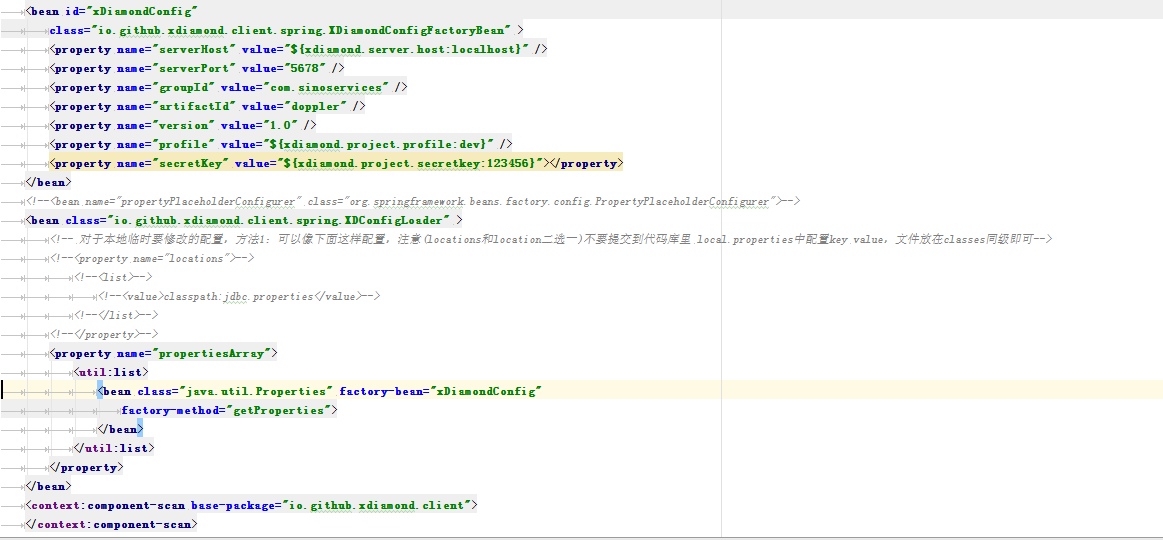 <bean id="xDiamondConfig"
class="io.github.xdiamond.client.spring.XDiamondConfigFactoryBean" >
<property name="serverHost" value="${xdiamond.server.host:localhost}" />
<property name="serverPort" value="5678" />
<property name="groupId" value="com.sinoservices" />
<property name="artifactId" value="doppler" />
<property name="version" value="1.0" />
<property name="profile" value="${xdiamond.project.profile:dev}" />
<property name="secretKey" value="${xdiamond.project.secretkey:123456}"></property>
</bean>
<!--<bean name="propertyPlaceholderConfigurer" class="org.springframework.beans.factory.config.PropertyPlaceholderConfigurer">-->
<bean class="io.github.xdiamond.client.spring.XDConfigLoader" >
<!-- 对于本地临时要修改的配置，方法1：可以像下面这样配置，注意(locations和location二选一)不要提交到代码库里 local.properties中配置key value，文件放在classes同级即可-->
<!--<property name="locations">-->
<!--<list>-->
<!--<value>classpath:jdbc.properties</value>-->
<!--</list>-->
<!--</property>-->
<property name="propertiesArray">
<util:list>
<bean class="java.util.Properties" factory-bean="xDiamondConfig"
factory-method="getProperties">
</bean>
</util:list>
</property>
</bean>
<context:component-scan base-package="io.github.xdiamond.client">
</context:component-scan>